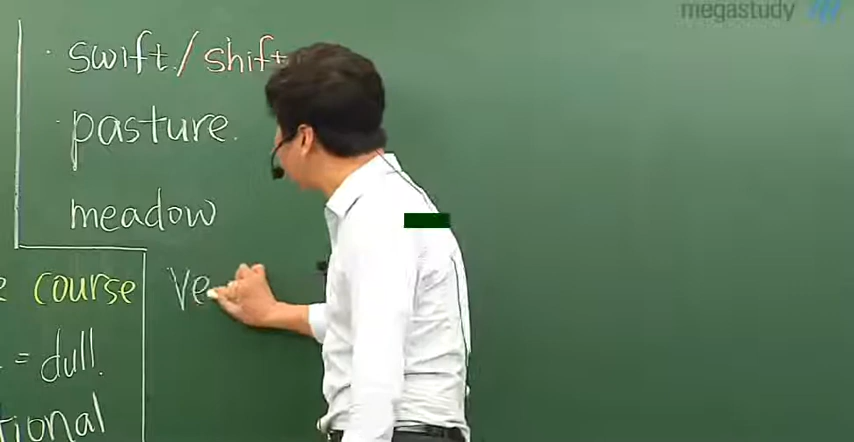 megastudy
swift / shift
pasture.
meadow
course Ve
= dull.
tional